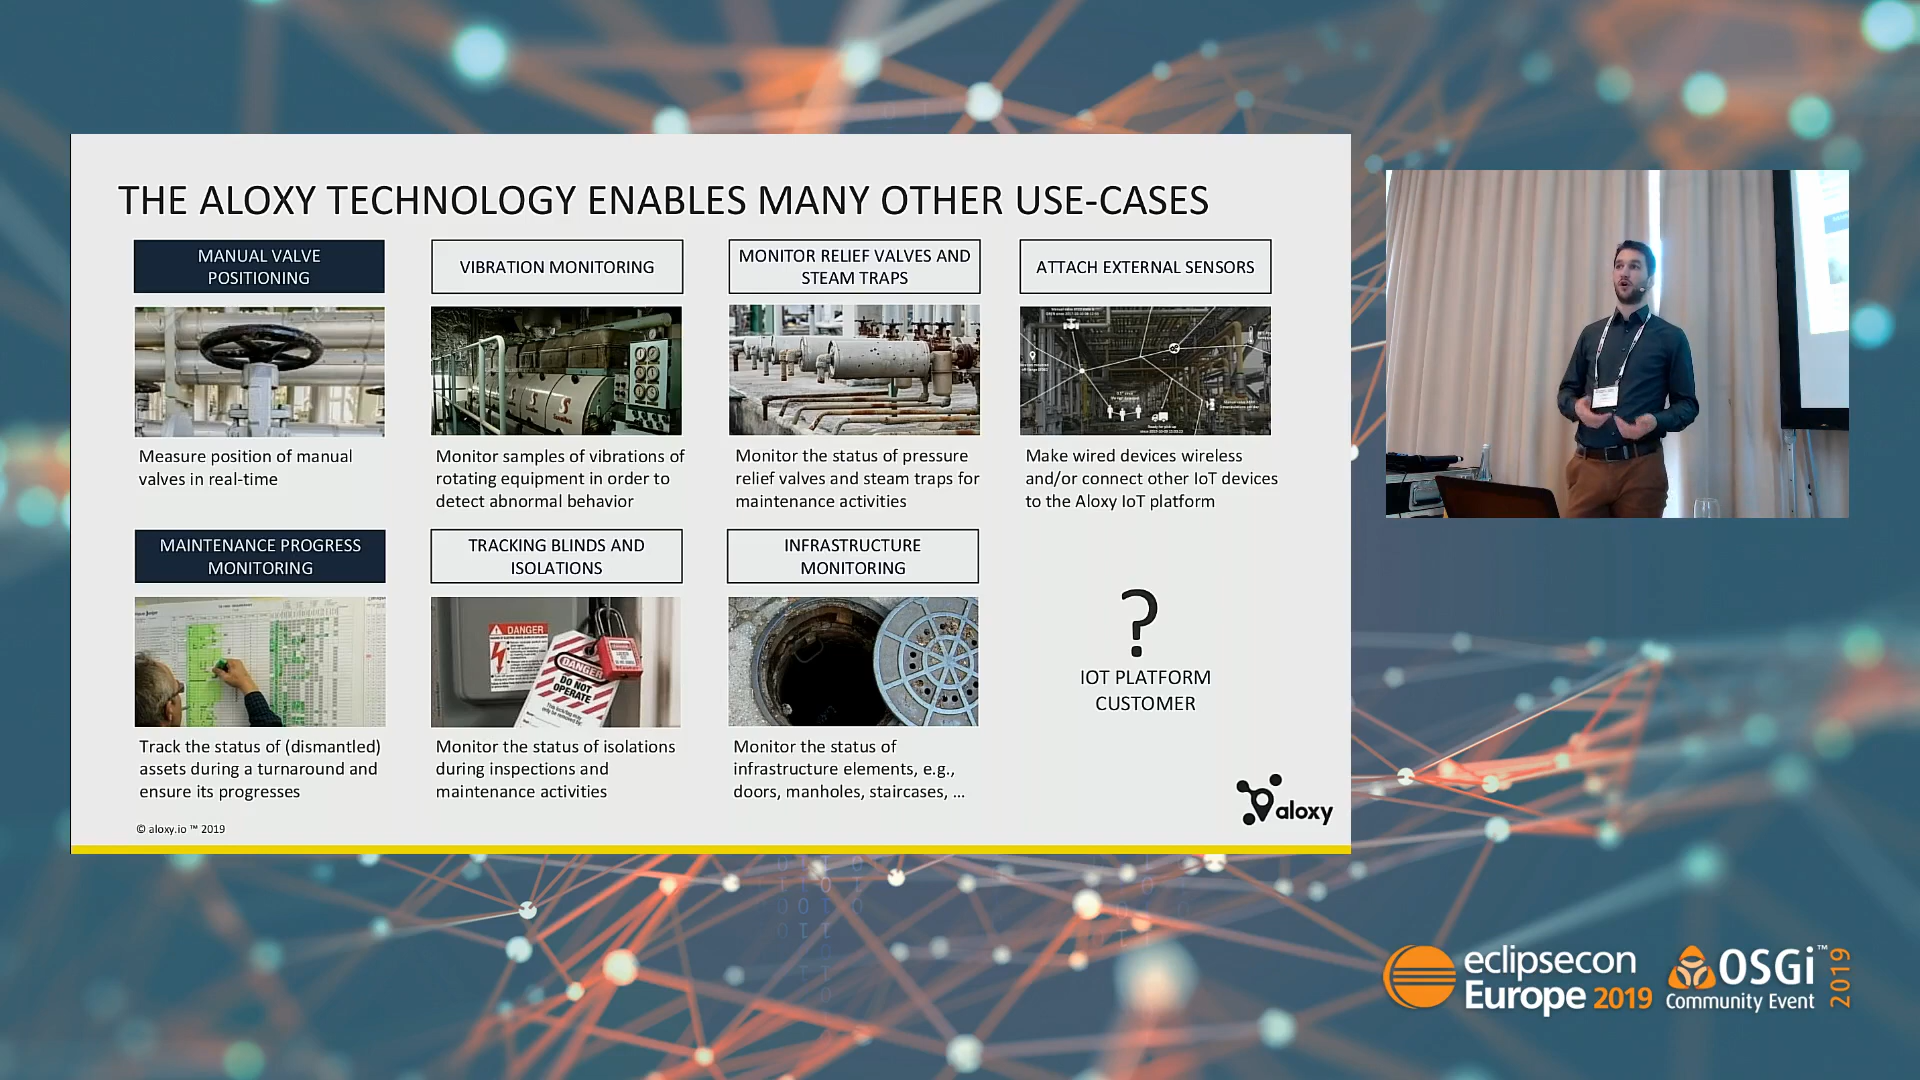 THE ALOXY TECHNOLOGY ENABLES MANY OTHER USE-CASES
MANUAL VALVE
POSITIONING
Measure position of manual
valves in real-time
VIBRATION MONITORING
Monitor samples of vibrations of
rotating equipment in order to
detect abnormal behavior
MONITOR RELIEF VALVES AND
STEAM TRAPS
Monitor the status of pressure
relief valves and steam traps for
maintenance activities
ATTACH EXTERNAL SENSORS
Make wired devices wireless
and/or connect other IoT devices
to the Aloxy IoT platform
MAINTENANCE PROGRESS
MONITORING
Track the status of (dismantled)
assets during a turnaround and
ensure its progresses
TRACKING BLINDS AND
ISOLATIONS
DANGER
DANGER
DO NOT
OPERATE
Monitor the status of isolations
during inspections and
maintenance activities
INFRASTRUCTURE
MONITORING
Monitor the status of
infrastructure elements, e.g.,
doors, manholes, staircases, ...
?
IOT PLATFORM
CUSTOMER
aloxy
© aloxy.io ™ 2019
eclipsecon
Europe 2019
OSGi™
Community Event
2019